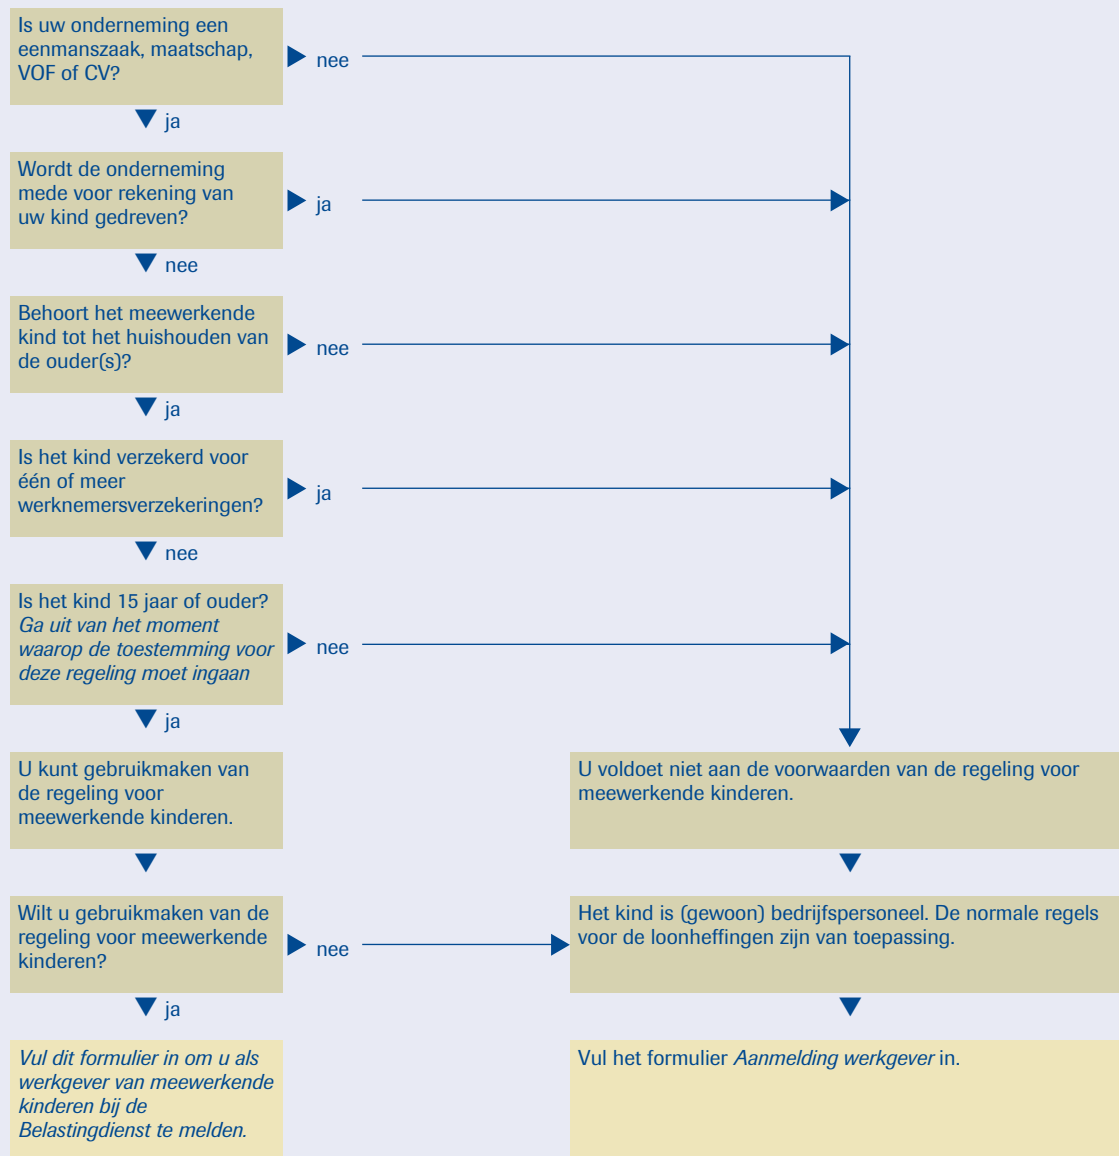 Is uw onderneming een
eenmanszaak, maatschap,
VOF of CV?
nee
ja
Wordt de onderneming
mede voor rekening van
uw kind gedreven?
ja
nee
Behoort het meewerkende
kind tot het huishouden van
de ouder(s)?
nee
ja
Is het kind verzekerd voor
één of meer
werknemersverzekeringen?
ja
nee
Is het kind 15 jaar of ouder?
Ga uit van het moment
waarop de toestemming voor
deze regeling moet ingaan
nee
ja
U kunt gebruikmaken van
de regeling voor
meewerkende kinderen.
U voldoet niet aan de voorwaarden van de regeling voor
meewerkende kinderen.
Wilt u gebruikmaken van de
regeling voor meewerkende
kinderen?
nee
Het kind is (gewoon) bedrijfspersoneel. De normale regels
voor de loonheffingen zijn van toepassing.
ja
Vul dit formulier in om u als
werkgever van meewerkende
kinderen bij de
Belastingdienst te melden.
Vul het formulier Aanmelding werkgever in.